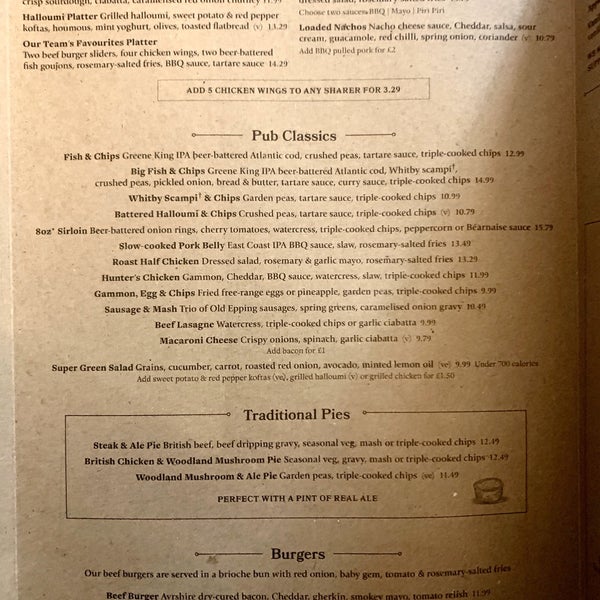 crisp sourdough, ciabatta, caramelised red onion chutney 11.99
Halloumi Platter Grilled halloumi, sweet potato & red pepper
koftas, houmous, mint yoghurt, olives, toasted flatbread (v) 13.29
Our Team's Favourites Platter
Two beef burger sliders, four chicken wings, two beer-battered
fish goujons, rosemary-salted fries, BBQ sauce, tartare sauce 14.29
dressed salad, rosemary-salted fries
Choose two sauces BBQ | Mayo | Piri Piri
Loaded Nachos Nacho cheese sauce, Cheddar, salsa, sour
cream, guacamole, red chilli, spring onion, coriander (v) 10.79
Add BBQ pulled pork for £2
ADD 5 CHICKEN WINGS TO ANY SHARER FOR 3.29
Pub Classics
Fish & Chips Greene King IPA beer-battered Atlantic cod, crushed peas, tartare sauce, triple-cooked chips 12.99
Big Fish & Chips Greene King IPA beer-battered Atlantic cod, Whitby scampi†,
crushed peas, pickled onion, bread & butter, tartare sauce, curry sauce, triple-cooked chips 14.99
Whitby Scampi† & Chips Garden peas, tartare sauce, triple-cooked chips 10.99
Battered Halloumi & Chips Crushed peas, tartare sauce, triple-cooked chips (v) 10.79
8oz* Sirloin Beer-battered onion rings, cherry tomatoes, watercress, triple-cooked chips, peppercorn or Béarnaise sauce 15.79
Slow-cooked Pork Belly East Coast IPA BBQ sauce, slaw, rosemary-salted fries 13.49
Roast Half Chicken Dressed salad, rosemary & garlic mayo, rosemary-salted fries 13.29
Hunter's Chicken Gammon, Cheddar, BBQ sauce, watercress, slaw, triple-cooked chips 11.99
Gammon, Egg & Chips Fried free-range eggs or pineapple, garden peas, triple-cooked chips 9.99
Sausage & Mash Trio of Old Epping sausages, spring greens, caramelised onion gravy 10.49
Beef Lasagne Watercress, triple-cooked chips or garlic ciabatta 9.99
Macaroni Cheese Crispy onions, spinach, garlic ciabatta (v) 9.79
Add bacon for £1
Super Green Salad Grains, cucumber, carrot, roasted red onion, avocado, minted lemon oil (ve) 9.99 Under 700 calories
Add sweet potato & red pepper koftas (ve), grilled halloumi (v) or grilled chicken for £1.50
Traditional Pies
Steak & Ale Pie British beef, beef dripping gravy, seasonal veg, mash or triple-cooked chips 12.49
British Chicken & Woodland Mushroom Pie Seasonal veg, gravy, mash or triple-cooked chips 12.49
Woodland Mushroom & Ale Pie Garden peas, triple-cooked chips (ve) 11.49
PERFECT WITH A PINT OF REAL ALE
Burgers
Our beef burgers are served in a brioche bun with red onion, baby gem, tomato & rosemary-salted fries
Beef Burger Ayrshire dry-cured bacon, Cheddar, gherkin, smokey mayo, tomato relish 11.99